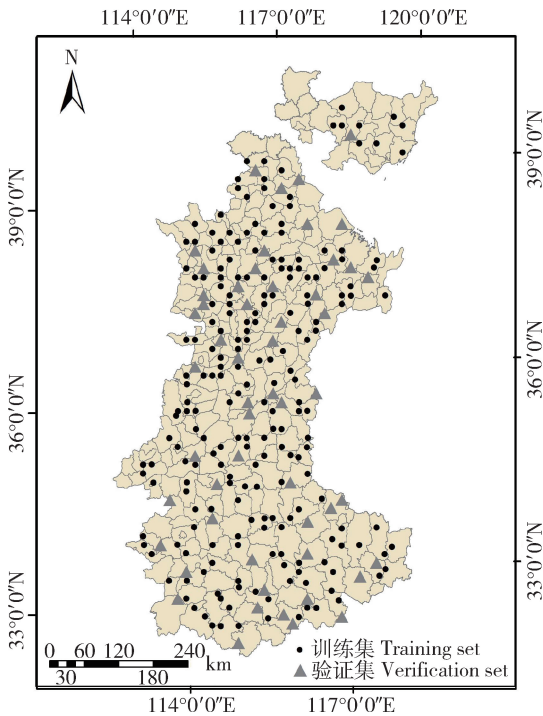 114°0′0″E 117°0′0″E 120°0′0″E
N
39°0′0″N
39°0′0″N
36°0′0″N
36°0′0″N
33°0′0″N
33°0′0″N
训练集 Training set
验证集 Verification set
0 60 120 240
km
30 180
114°0′0″E 117°0′0″E